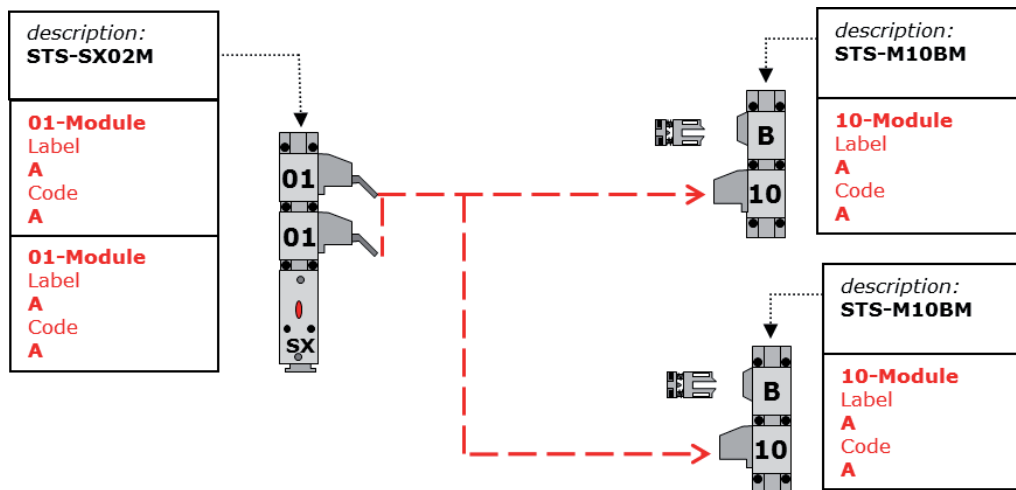 description:
STS-SX02M
01-Module
Label
A
Code
A
01-Module
Label
A
Code
A
01
01
SX
description:
STS-M10BM
10-Module
Label
A
Code
A
B
10
description:
STS-M10BM
10-Module
Label
A
Code
A
B
10